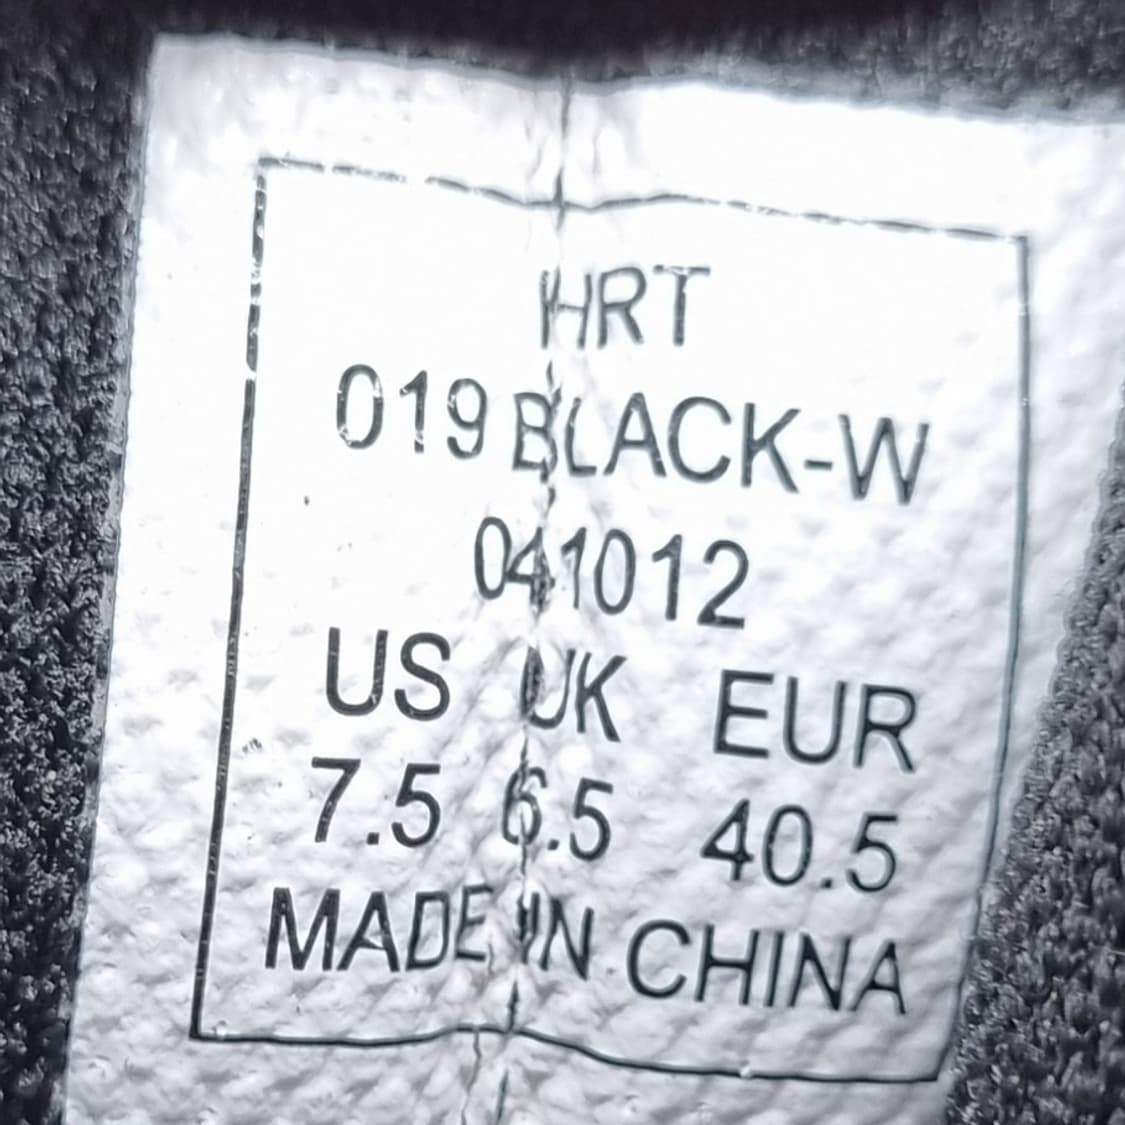 HRT
019 BLACK-W
041012
US UK EUR
7.5 6.5 40.5
MADE IN CHINA